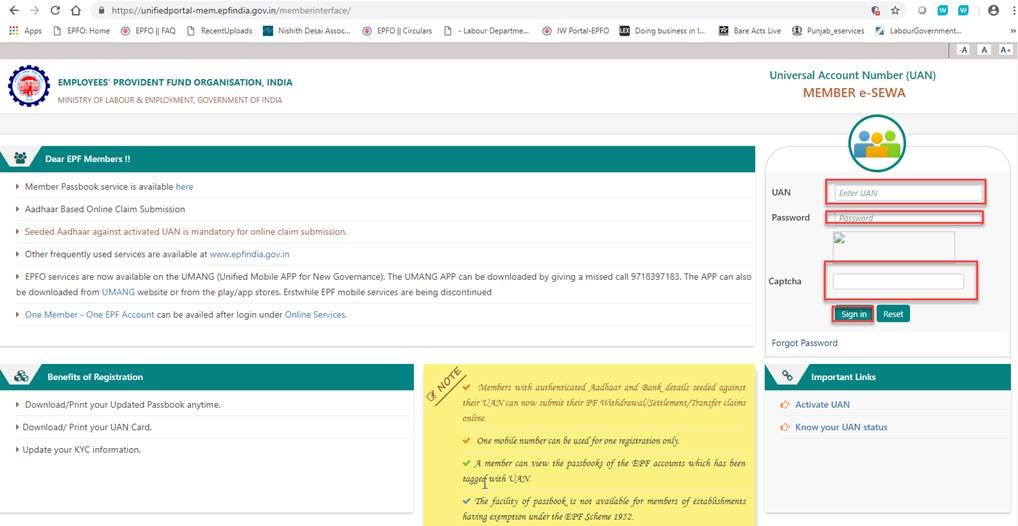 https://unifiedportal-mem.epfindia.gov.in/memberinterface/
Apps EPFO: Home EPFO || FAQ RecentUploads Nishith Desai Assoc... EPFO || Circulars - Labour Departme... IW Portal-EPFO LEX Doing business in I... Bare Acts Live Punjab_eservices LabourGovernment... »
-A A A+
EMPLOYEES' PROVIDENT FUND ORGANISATION, INDIA
MINISTRY OF LABOUR & EMPLOYMENT, GOVERNMENT OF INDIA
Universal Account Number (UAN)
MEMBER e-SEWA
Dear EPF Members !!
Member Passbook service is available here
Aadhaar Based Online Claim Submission
Seeded Aadhaar against activated UAN is mandatory for online claim submission.
Other frequently used services are available at www.epfindia.gov.in
EPFO services are now available on the UMANG (Unified Mobile APP for New Governance). The UMANG APP can be downloaded by giving a missed call 9718397183. The APP can also
be downloaded from UMANG website or from the play/app stores. Erstwhile EPF mobile services are being discontinued
One Member - One EPF Account can be availed after login under Online Services.
UAN Enter UAN
Password Password
Captcha
Sign in Reset
Forgot Password
Benefits of Registration
Download/Print your Updated Passbook anytime.
Download/ Print your UAN Card.
Update your KYC information.
NOTE
Members with authenticated Aadhaar and Bank details seeded against
their UAN can now submit their PF Withdrawal/Settlement/Transfer claims
online.
One mobile number can be used for one registration only.
A member can view the passbooks of the EPF accounts which has been
tagged with UAN.
The facility of passbook is not available for members of establishments
having exemption under the EPF Scheme 1952.
Important Links
Activate UAN
Know your UAN status